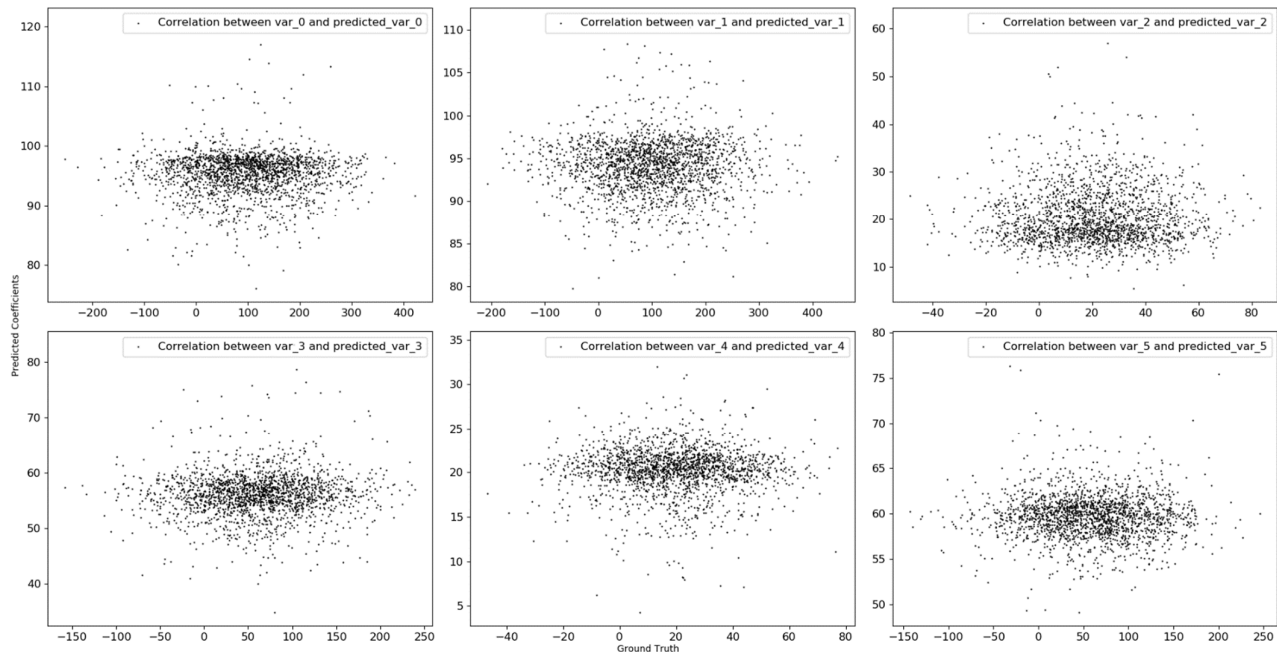 Correlation between var_0 and predicted_var_0
120
110
100
90
80
−200 −100 0 100 200 300 400
Correlation between var_1 and predicted_var_1
110
105
100
95
90
85
80
−200 −100 0 100 200 300 400
Correlation between var_2 and predicted_var_2
60
50
40
30
20
10
−40 −20 0 20 40 60 80
Predicted Coefficients
Correlation between var_3 and predicted_var_3
80
70
60
50
40
−150 −100 −50 0 50 100 150 200 250
Correlation between var_4 and predicted_var_4
35
30
25
20
15
10
5
−40 −20 0 20 40 60 80
Ground Truth
Correlation between var_5 and predicted_var_5
80
75
70
65
60
55
50
−150 −100 −50 0 50 100 150 200 250